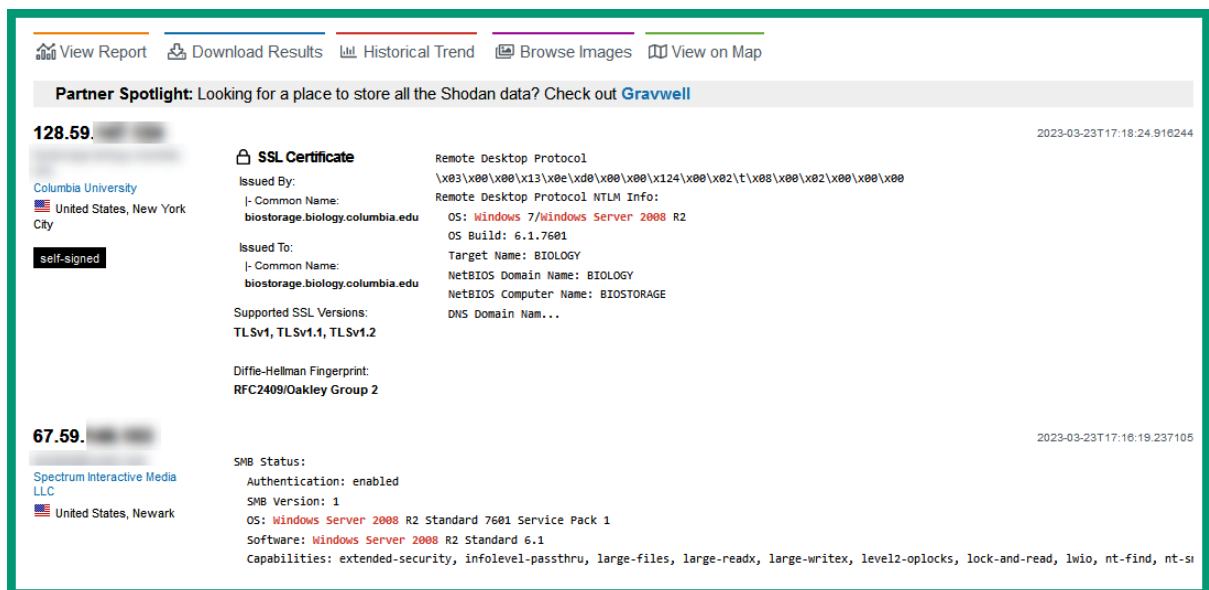 View Report Download Results Historical Trend Browse Images View on Map
Partner Spotlight: Looking for a place to store all the Shodan data? Check out Gravwell
128.59.
2023-03-23T17:18:24.916244
Columbia University
United States, New York
City
self-signed
SSL Certificate
Issued By:
|- Common Name:
biostorage.biology.columbia.edu
Issued To:
|- Common Name:
biostorage.biology.columbia.edu
Supported SSL Versions:
TLSv1, TLSv1.1, TLSv1.2
Diffie-Hellman Fingerprint:
RFC2409/Oakley Group 2
Remote Desktop Protocol
\x03\x00\x00\x13\x0e\xd0\x00\x00\x124\x00\x02\t\x08\x00\x02\x00\x00\x00
Remote Desktop Protocol NTLM Info:
OS: Windows 7/Windows Server 2008 R2
OS Build: 6.1.7601
Target Name: BIOLOGY
NetBIOS Domain Name: BIOLOGY
NetBIOS Computer Name: BIOSTORAGE
DNS Domain Nam...
67.59.
2023-03-23T17:16:19.237105
Spectrum Interactive Media
LLC
United States, Newark
SMB Status:
Authentication: enabled
SMB Version: 1
OS: Windows Server 2008 R2 Standard 7601 Service Pack 1
Software: Windows Server 2008 R2 Standard 6.1
Capabilities: extended-security, infolevel-passthru, large-files, large-readx, large-writex, level2-oplocks, lock-and-read, lwio, nt-find,